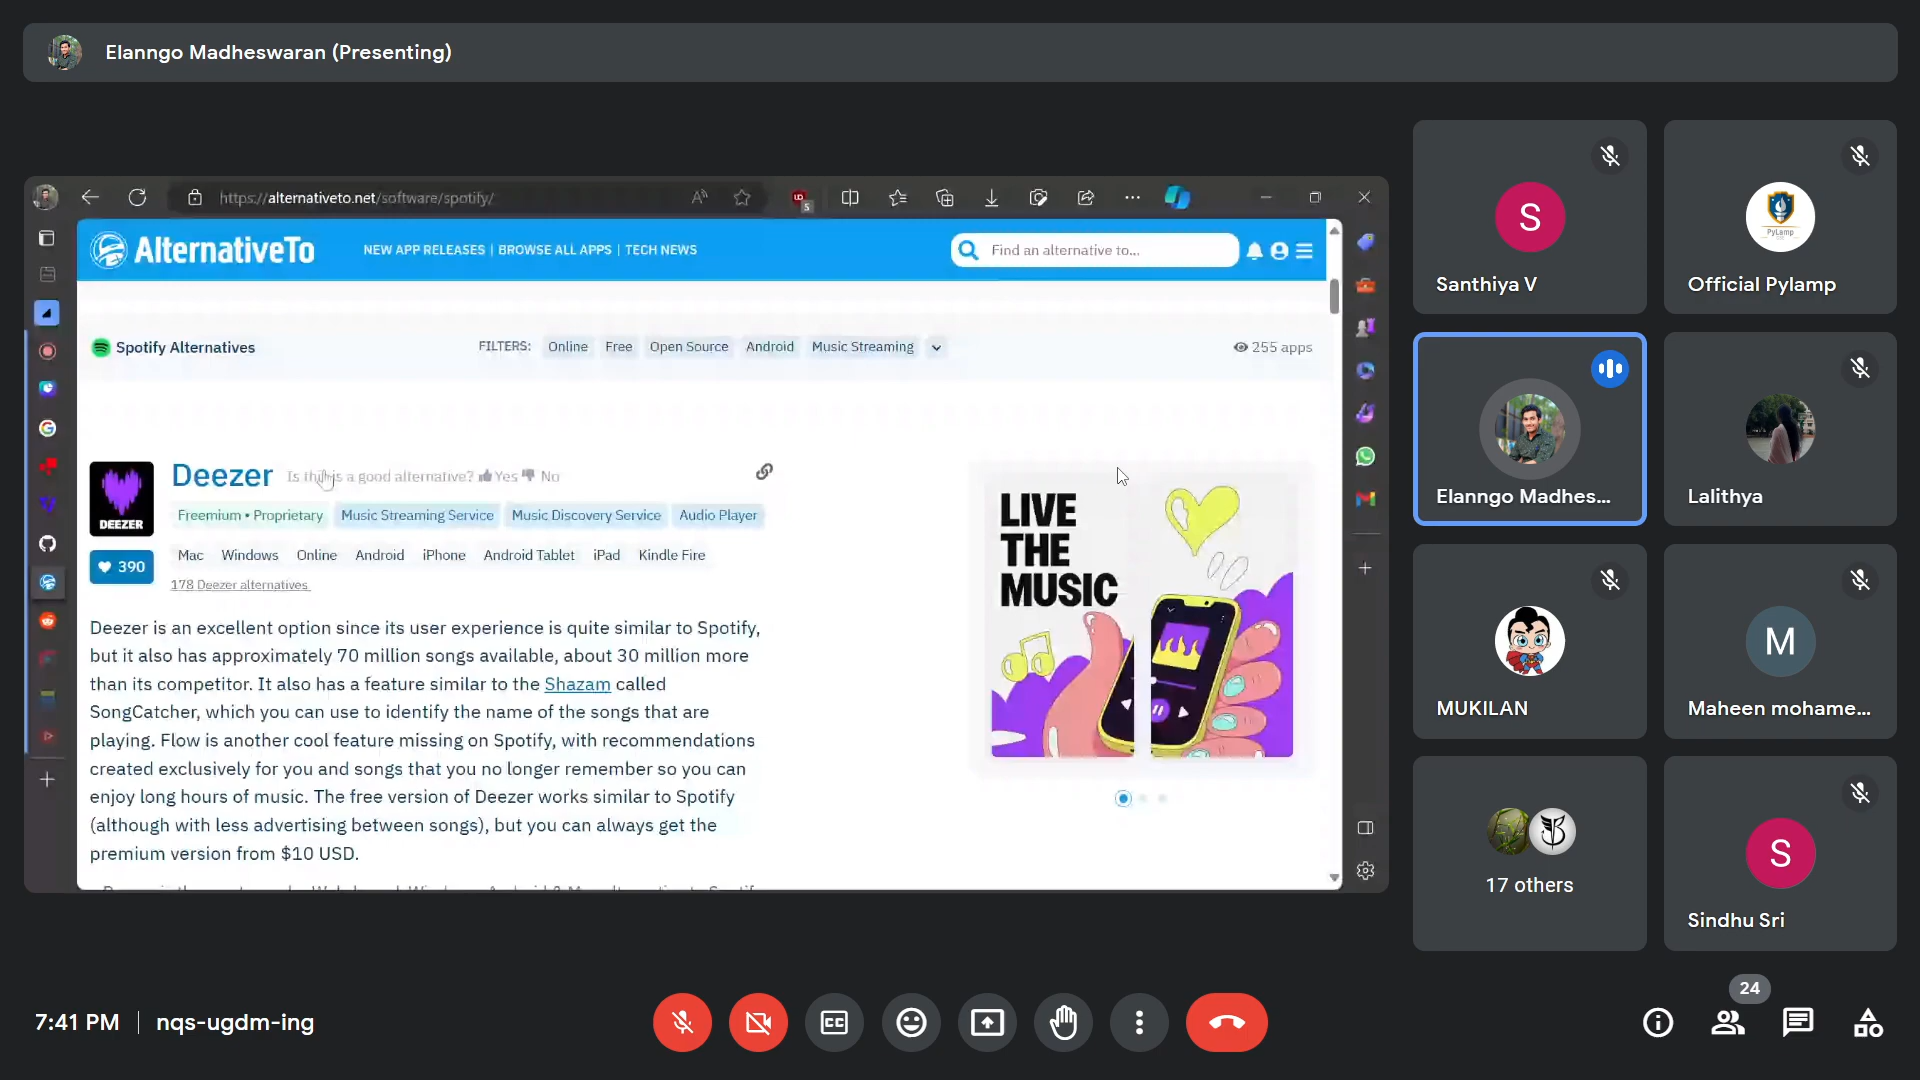 Elanngo Madheswaran (Presenting)
https://alternativeto.net/software/spotify/
AlternativeTo
NEW APP RELEASES | BROWSE ALL APPS | TECH NEWS
Find an alternative to...
Spotify Alternatives
FILTERS: Online Free Open Source Android Music Streaming
255 apps
Deezer Is this is a good alternative? Yes No
DEEZER
Freemium • Proprietary Music Streaming Service Music Discovery Service Audio Player
Mac Windows Online Android iPhone Android Tablet iPad Kindle Fire
390
178 Deezer alternatives
Deezer is an excellent option since its user experience is quite similar to Spotify,
but it also has approximately 70 million songs available, about 30 million more
than its competitor. It also has a feature similar to the Shazam called
SongCatcher, which you can use to identify the name of the songs that are
playing. Flow is another cool feature missing on Spotify, with recommendations
created exclusively for you and songs that you no longer remember so you can
enjoy long hours of music. The free version of Deezer works similar to Spotify
(although with less advertising between songs), but you can always get the
premium version from $10 USD.
LIVE
THE
MUSIC
S
Santhiya V
PyLamp
Official Pylamp
Elanngo Madhes...
Lalithya
MUKILAN
M
Maheen mohame...
17 others
S
Sindhu Sri
7:41 PM | nqs-ugdm-ing
24